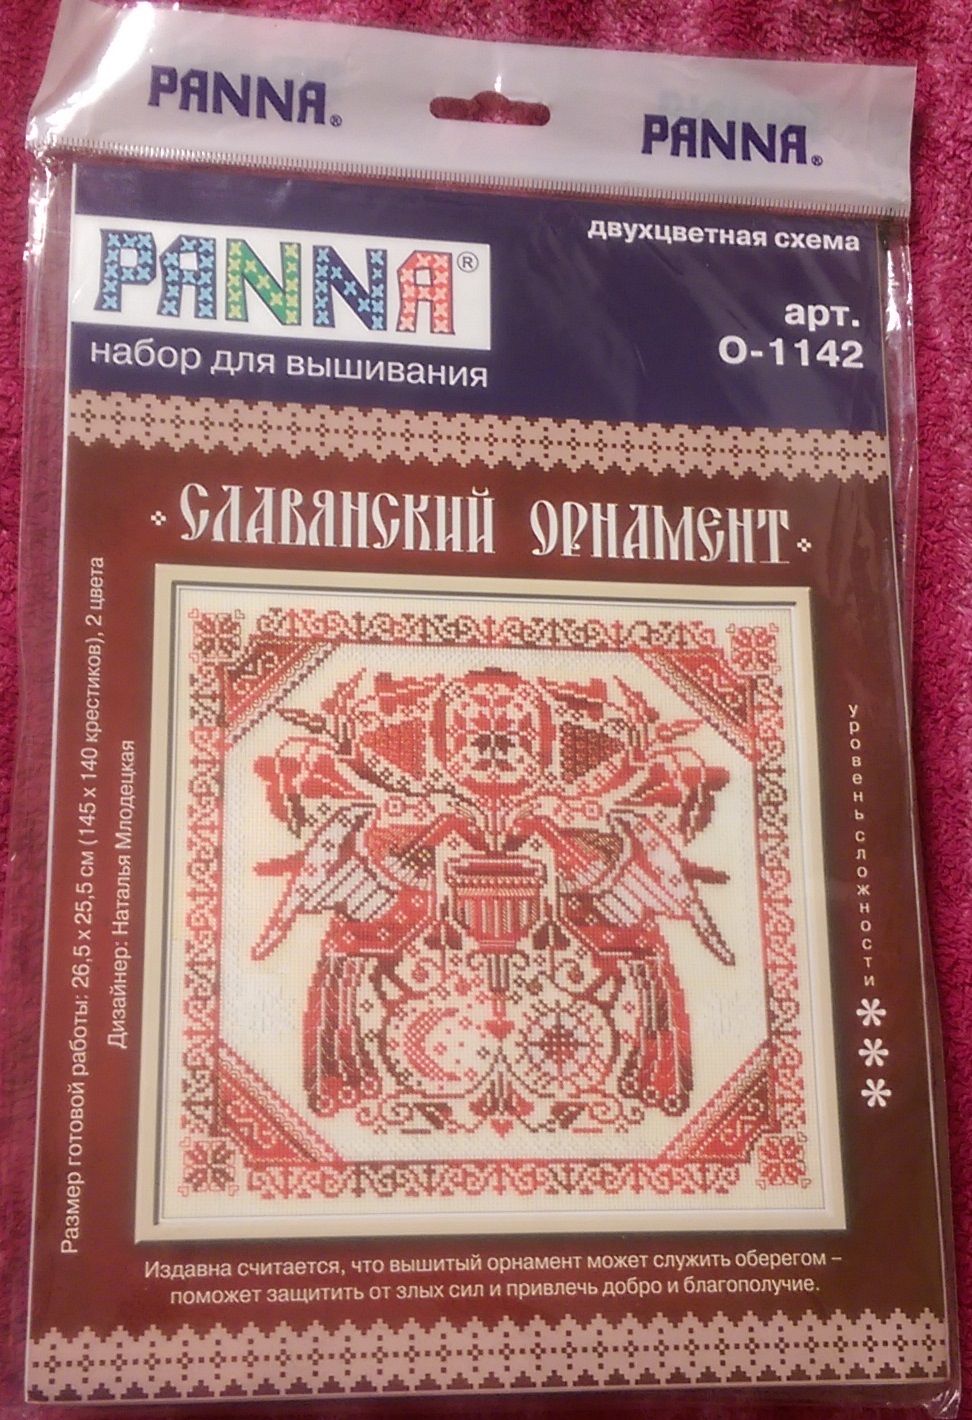 PANNA®
PANNA®
PANNA®
набор для вышивания
двухцветная схема
арт.
О-1142
СЛАВЯНСКИЙ ОРНАМЕНТ
Размер готовой работы: 26,5 х 25,5 см ( 145 х 140 крестиков), 2 цвета
Дизайнер: Наталья Млодецкая
уровень сложности
Издавна считается, что вышитый орнамент может служить оберегом –
поможет защитить от злых сил и привлечь добро и благополучие.